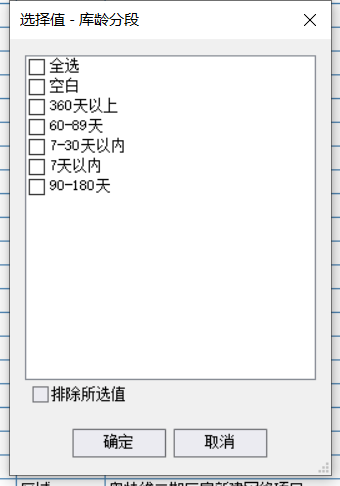 选择值 - 库龄分段
全选
空白
360天以上
60-89天
7-30天以内
7天以内
90-180天
排除所选值
确定
取消